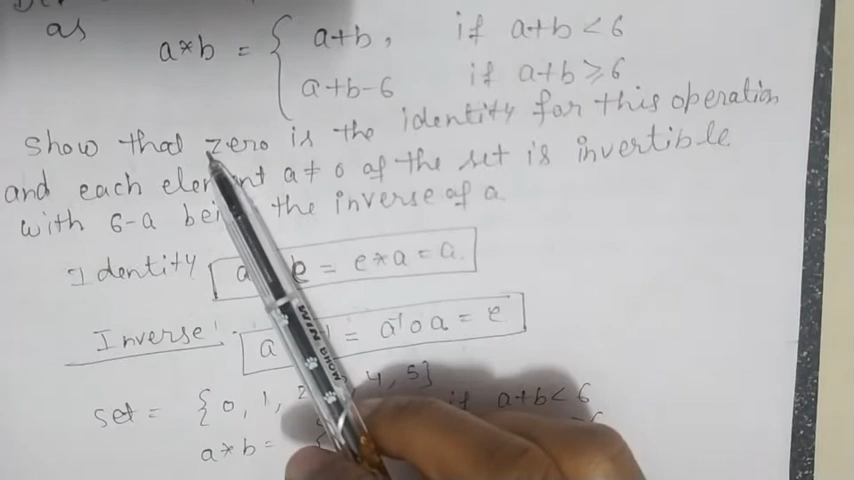 as
a*b = { a+b, if a+b < 6
a+b-6 if a+b ≥ 6
show that zero is the identity for this operation
and each element a ≠ 0 of the set is invertible
with 6-a the inverse of a
Identity a e = e*a = a.
Inverse: a = a⁻¹ o a = e
set = { 0, 1, 2 4, 5 }
a*b = { if a+b < 6
WIN